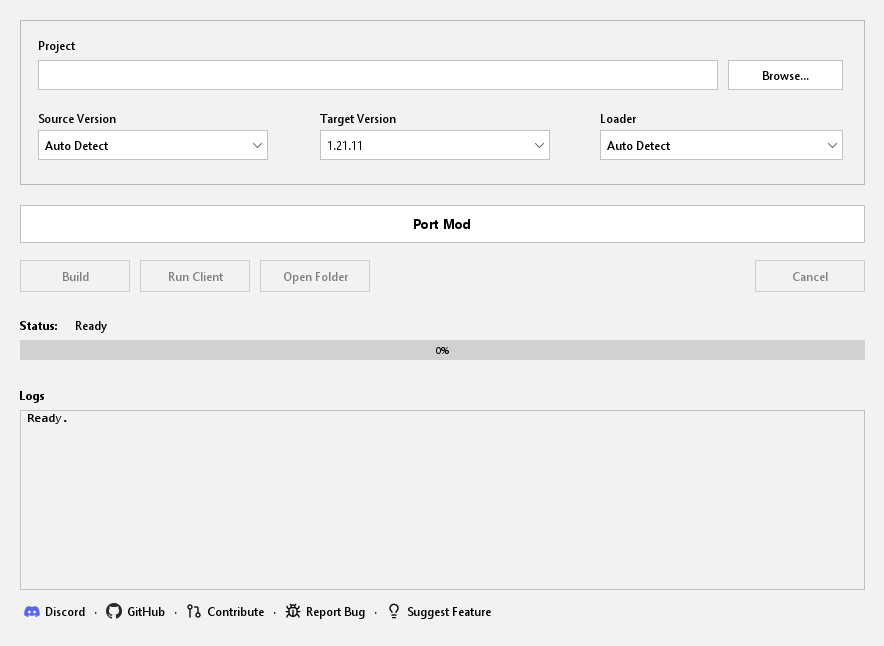 Project
Browse...
Source Version Target Version Loader
Auto Detect 1.21.11 Auto Detect
Port Mod
Build Run Client Open Folder Cancel
Status: Ready
0%
Logs
Ready.
Discord · GitHub · Contribute · Report Bug · Suggest Feature